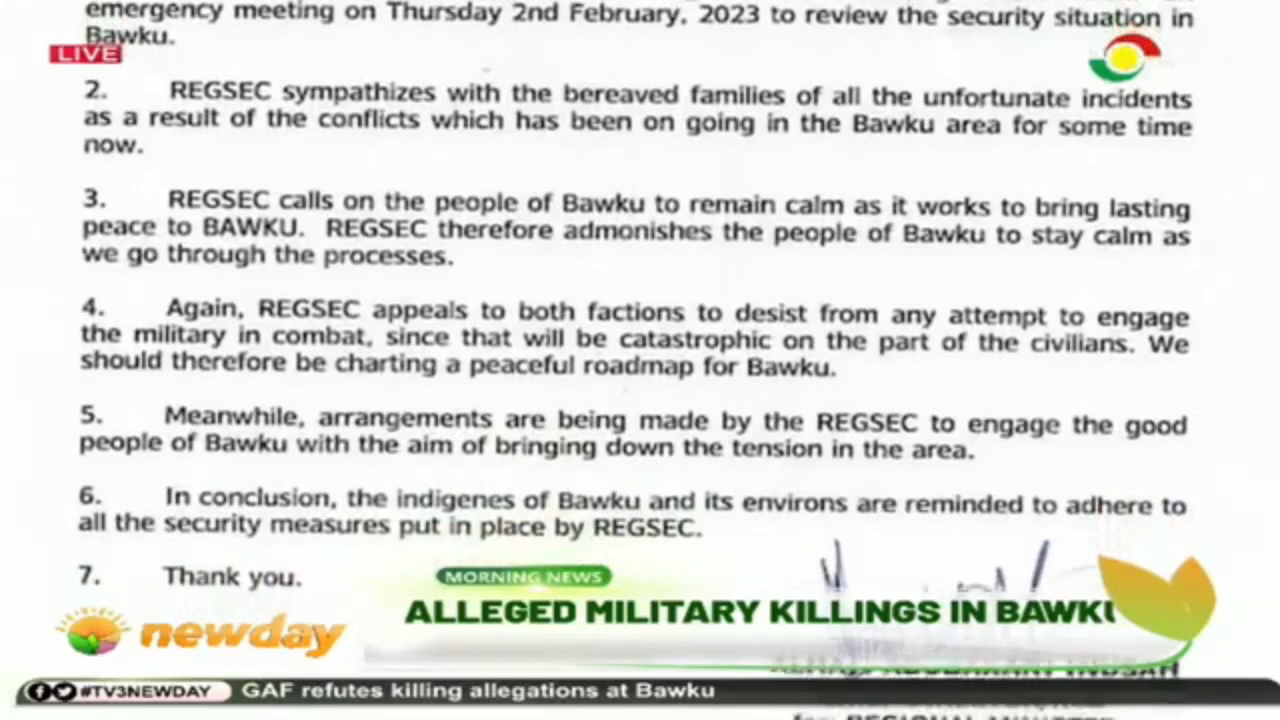 emergency meeting on Thursday 2nd February, 2023 to review the security situation in
Bawku.
LIVE
2. REGSEC sympathizes with the bereaved families of all the unfortunate incidents
as a result of the conflicts which has been on going in the Bawku area for some time
now.
3. REGSEC calls on the people of Bawku to remain calm as it works to bring lasting
peace to BAWKU. REGSEC therefore admonishes the people of Bawku to stay calm as
we go through the processes.
4. Again, REGSEC appeals to both factions to desist from any attempt to engage
the military in combat, since that will be catastrophic on the part of the civilians. We
should therefore be charting a peaceful roadmap for Bawku.
5. Meanwhile, arrangements are being made by the REGSEC to engage the good
people of Bawku with the aim of bringing down the tension in the area.
6. In conclusion, the indigenes of Bawku and its environs are reminded to adhere to
all the security measures put in place by REGSEC.
7. Thank you.
MORNING NEWS
ALLEGED MILITARY KILLINGS IN BAWKU
newday
#TV3NEWDAY GAF refutes killing allegations at Bawku